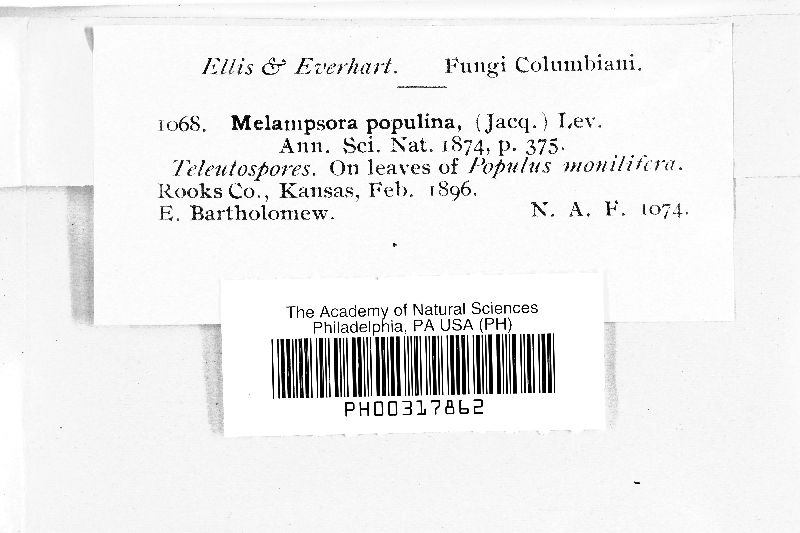 Ellis & Everhart. Fungi Columbiani.
1068. Melampsora populina, (Jacq.) Lev.
Ann. Sci. Nat. 1874, p. 375.
Teleutospores. On leaves of Populus monilifera.
Rooks Co., Kansas, Feb. 1896.
E. Bartholomew. N. A. F. 1074.
The Academy of Natural Sciences
Philadelphia, PA USA (PH)
PH00317862